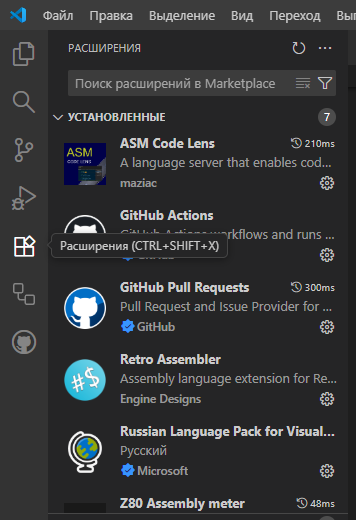 Файл Правка Выделение Вид Переход Вы
РАСШИРЕНИЯ
Поиск расширений в Marketplace
УСТАНОВЛЕННЫЕ 7
ASM CODE LENS
ASM Code Lens 210ms
A language server that enables cod...
maziac
GitHub Actions
GitHub Actions workflows and runs ...
GitHub
Расширения (CTRL+SHIFT+X)
GitHub Pull Requests 300ms
Pull Request and Issue Provider for ...
GitHub
#$
Retro Assembler
Assembly language extension for Re...
Engine Designs
Russian Language Pack for Visual...
Русский
Microsoft
Z80 Assembly meter 48ms